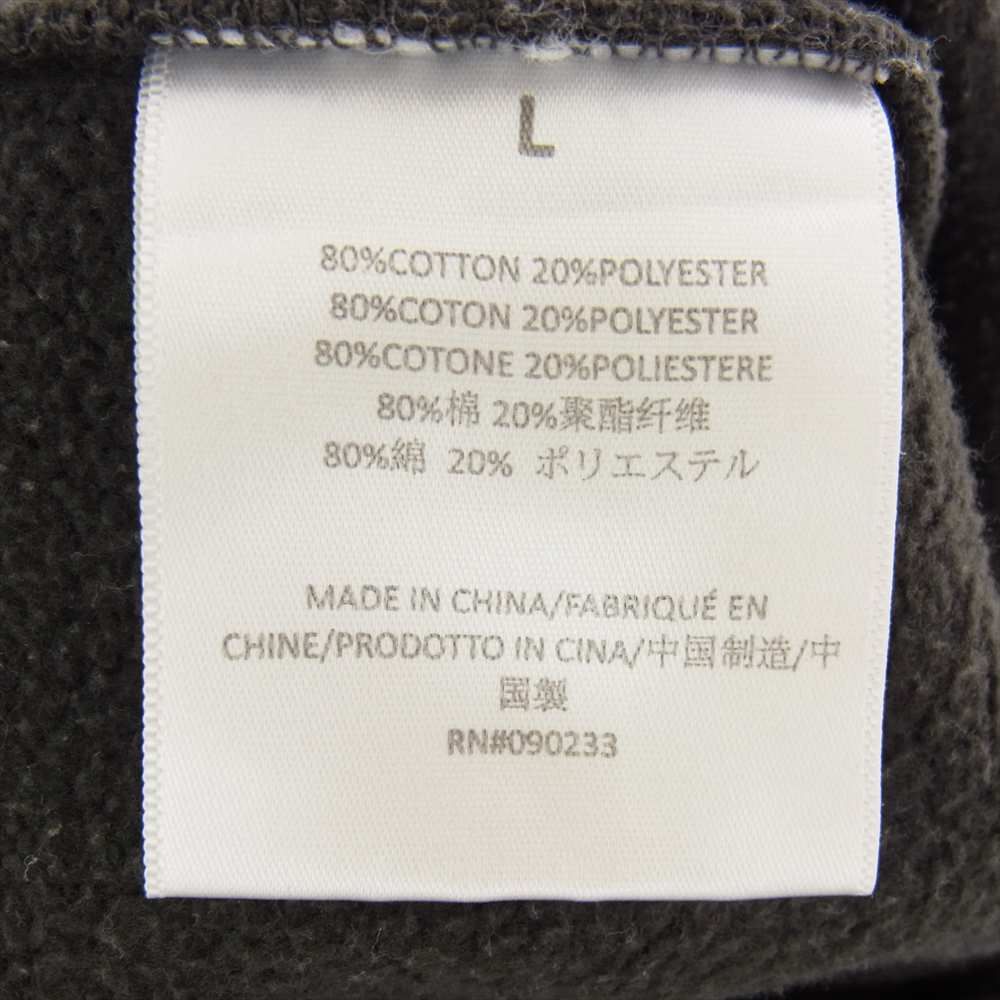 L
80%COTTON 20%POLYESTER
80%COTON 20%POLYESTER
80%COTONE 20%POLIESTERE
80%棉 20%聚酯纤维
80%綿 20% ポリエステル
MADE IN CHINA/FABRIQUÉ EN
CHINE/PRODOTTO IN CINA/中国制造/中
国製
RN#090233